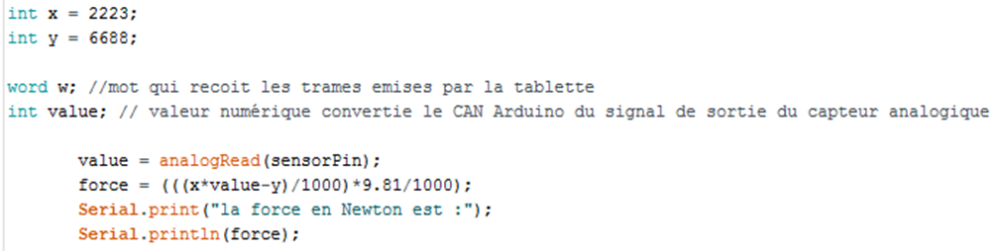 int x = 2223;
int y = 6688;
word w; //mot qui recoit les trames emises par la tablette
int value; // valeur numérique convertie le CAN Arduino du signal de sortie du capteur analogique
value = analogRead(sensorPin);
force = (((x*value-y)/1000)*9.81/1000);
Serial.print("la force en Newton est :");
Serial.println(force);